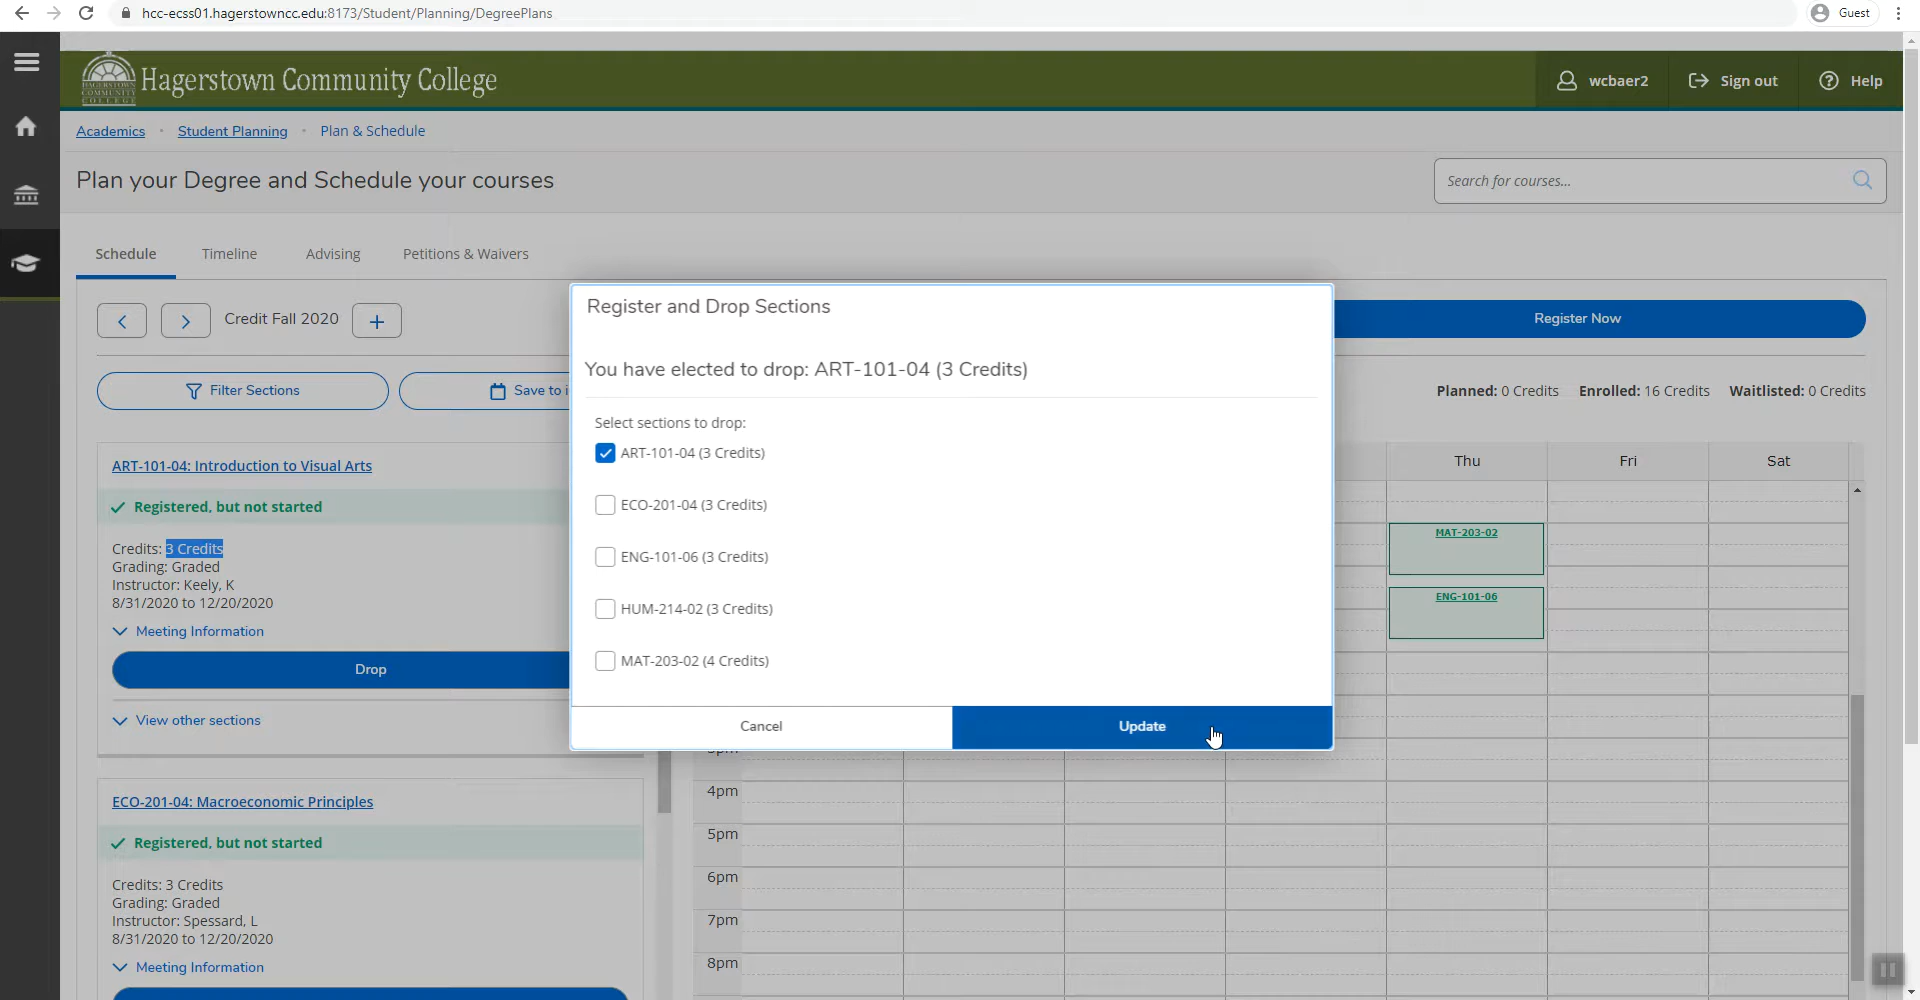 hcc-ecss01.hagerstowncc.edu:8173/Student/Planning/DegreePlans
Guest
Hagerstown Community College
wcbaer2
Sign out
Help
Academics
Student Planning
Plan & Schedule
Plan your Degree and Schedule your courses
Search for courses...
Schedule
Timeline
Advising
Petitions & Waivers
Credit Fall 2020
Register Now
Filter Sections
Save to i
Planned: 0 Credits Enrolled: 16 Credits Waitlisted: 0 Credits
Register and Drop Sections
You have elected to drop: ART-101-04 (3 Credits)
Select sections to drop:
ART-101-04 (3 Credits)
ECO-201-04 (3 Credits)
ENG-101-06 (3 Credits)
HUM-214-02 (3 Credits)
MAT-203-02 (4 Credits)
Cancel
Update
ART-101-04: Introduction to Visual Arts
Registered, but not started
Credits: 3 Credits
Grading: Graded
Instructor: Keely, K
8/31/2020 to 12/20/2020
Meeting Information
Drop
View other sections
ECO-201-04: Macroeconomic Principles
Registered, but not started
Credits: 3 Credits
Grading: Graded
Instructor: Spessard, L
8/31/2020 to 12/20/2020
Meeting Information
Thu
Fri
Sat
MAT-203-02
ENG-101-06
4pm
5pm
6pm
7pm
8pm